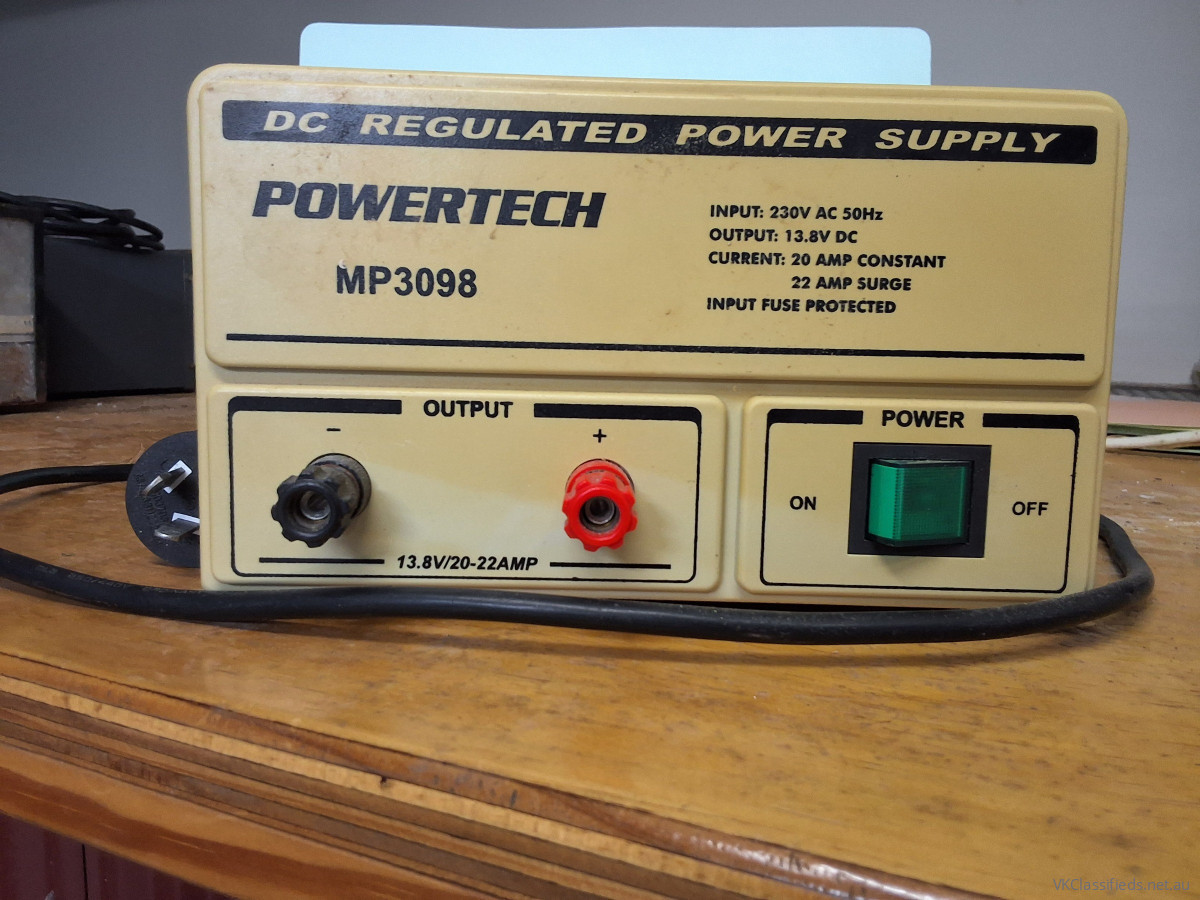 DC REGULATED POWER SUPPLY
POWERTECH
MP3098
INPUT: 230V AC 50Hz
OUTPUT: 13.8V DC
CURRENT: 20 AMP CONSTANT
22 AMP SURGE
INPUT FUSE PROTECTED
OUTPUT
- +
13.8V/20-22AMP
POWER
ON OFF
VKClassifieds.net.au